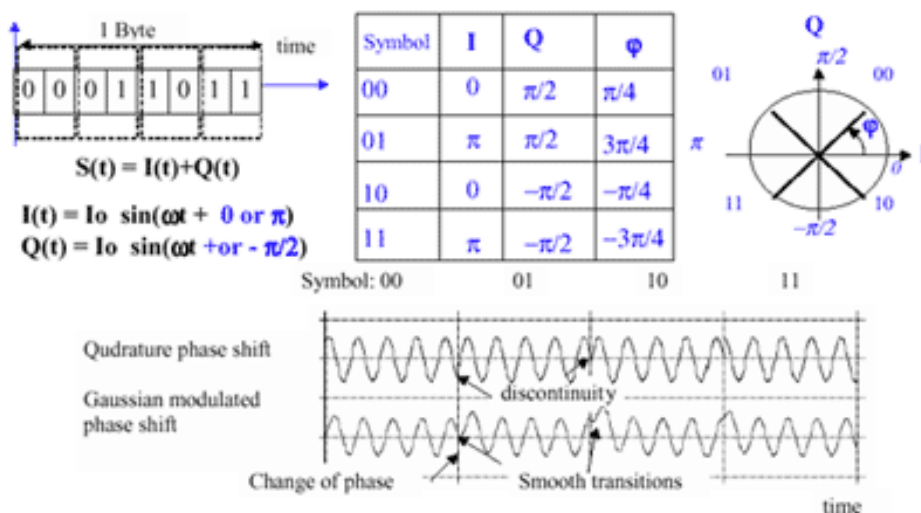 1 Byte
time
0 0 0 1 1 0 1 1
S(t) = I(t)+Q(t)
I(t) = Io sin(ωt + 0 or π)
Q(t) = Io sin(ωt +or - π/2)
Symbol I Q φ
00 0 π/2 π/4
01 π π/2 3π/4
10 0 −π/2 −π/4
11 π −π/2 −3π/4
Q
π/2
01 00
φ
π 0 I
11 10
−π/2
Symbol: 00 01 10 11
Qudrature phase shift
discontinuity
Gaussian modulated
phase shift
Change of phase
Smooth transitions
time